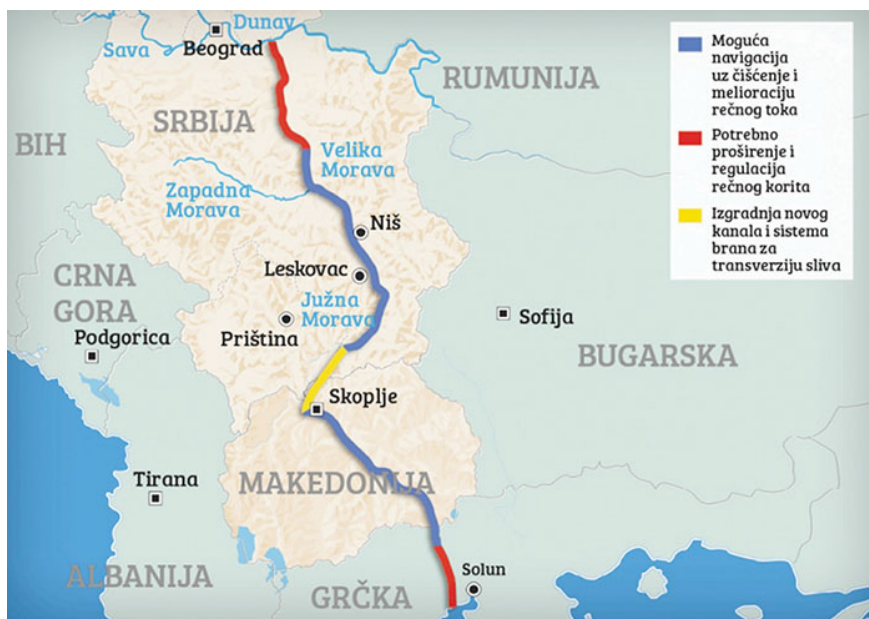 Dunav
Sava
Beograd
RUMUNIJA
SRBIJA
BIH
Velika
Morava
Zapadna
Morava
Niš
Leskovac
CRNA
GORA
Južna
Morava
Priština
Podgorica
Sofija
BUGARSKA
Skoplje
Tirana
MAKEDONIJA
Solun
ALBANIJA
GRČKA
Moguća
navigacija
uz čišćenje i
melioraciju
rečnog toka
Potrebno
proširenje i
regulacija
rečnog korita
Izgradnja novog
kanala i sistema
brana za
transverziju sliva